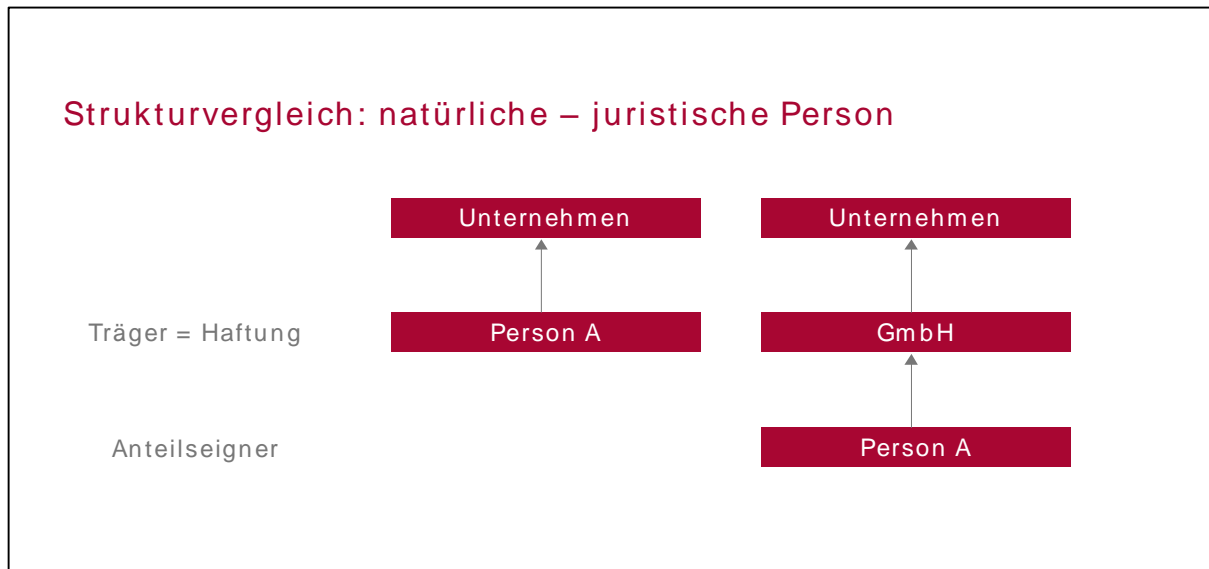 Strukturvergleich: natürliche – juristische Person
Unternehmen
Unternehmen
Träger = Haftung
Person A
GmbH
Anteilseigner
Person A